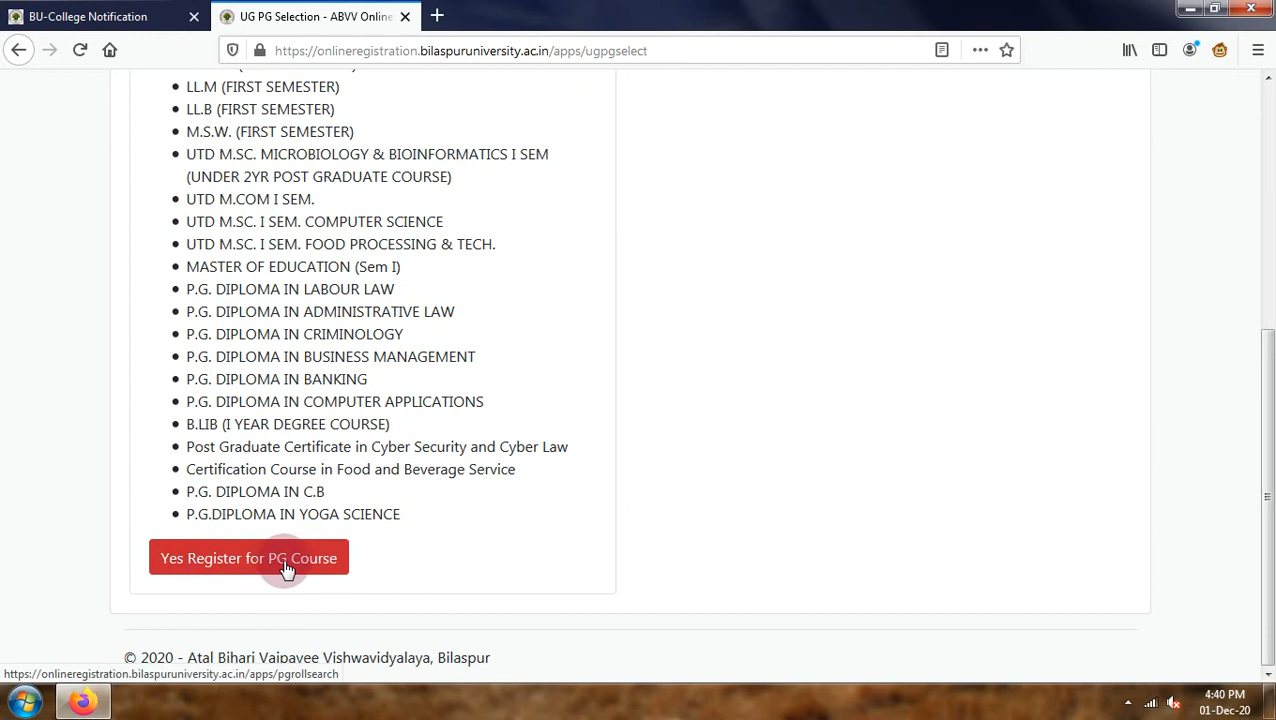 BU-College Notification
UG PG Selection - ABVV Online
https://onlineregistration.bilaspuruniversity.ac.in/apps/ugpgselect
LL.M (FIRST SEMESTER)
LL.B (FIRST SEMESTER)
M.S.W. (FIRST SEMESTER)
UTD M.SC. MICROBIOLOGY & BIOINFORMATICS I SEM
(UNDER 2YR POST GRADUATE COURSE)
UTD M.COM I SEM.
UTD M.SC. I SEM. COMPUTER SCIENCE
UTD M.SC. I SEM. FOOD PROCESSING & TECH.
MASTER OF EDUCATION (Sem I)
P.G. DIPLOMA IN LABOUR LAW
P.G. DIPLOMA IN ADMINISTRATIVE LAW
P.G. DIPLOMA IN CRIMINOLOGY
P.G. DIPLOMA IN BUSINESS MANAGEMENT
P.G. DIPLOMA IN BANKING
P.G. DIPLOMA IN COMPUTER APPLICATIONS
B.LIB (I YEAR DEGREE COURSE)
Post Graduate Certificate in Cyber Security and Cyber Law
Certification Course in Food and Beverage Service
P.G. DIPLOMA IN C.B
P.G.DIPLOMA IN YOGA SCIENCE
Yes Register for PG Course
© 2020 - Atal Bihari Vajpayee Vishwavidyalaya, Bilaspur
https://onlineregistration.bilaspuruniversity.ac.in/apps/pgrollsearch
4:40 PM
01-Dec-20